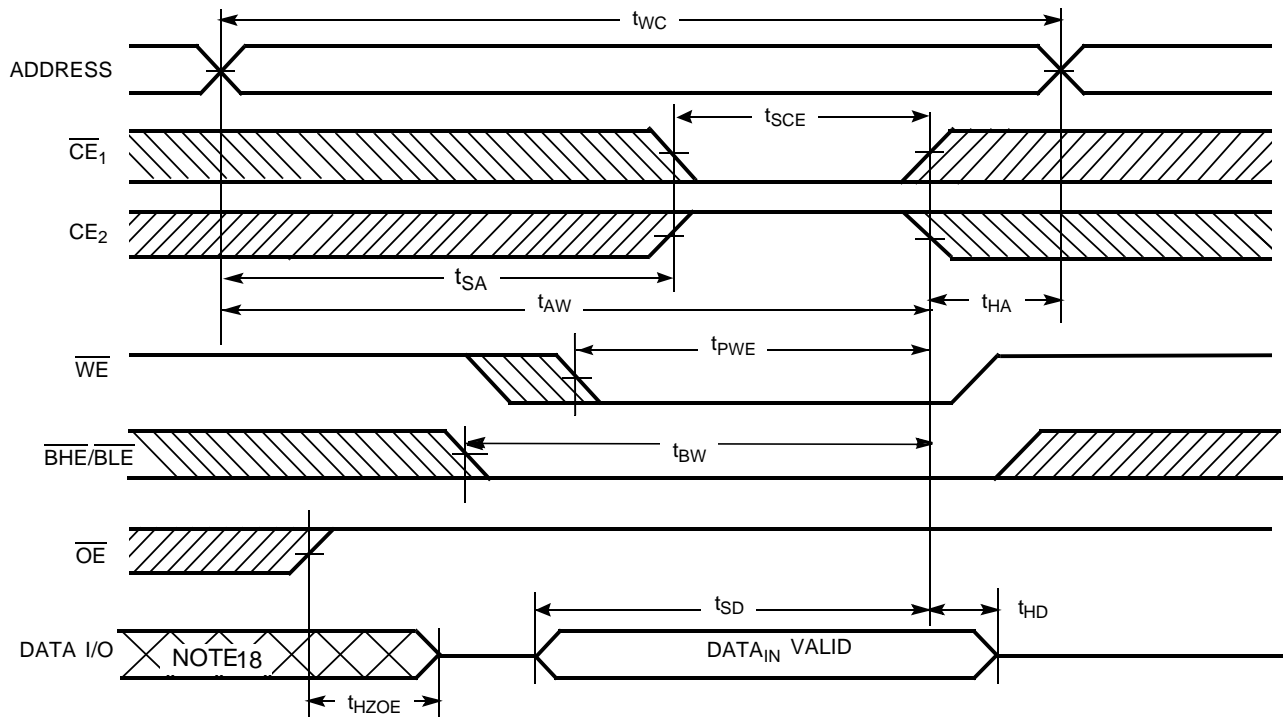 tWC
ADDRESS
tSCE
CE1
CE2
tSA
tAW
tHA
tPWE
WE
BHE/BLE
tBW
OE
tSD
tHD
DATA I/O
NOTE18
DATAIN VALID
tHZOE